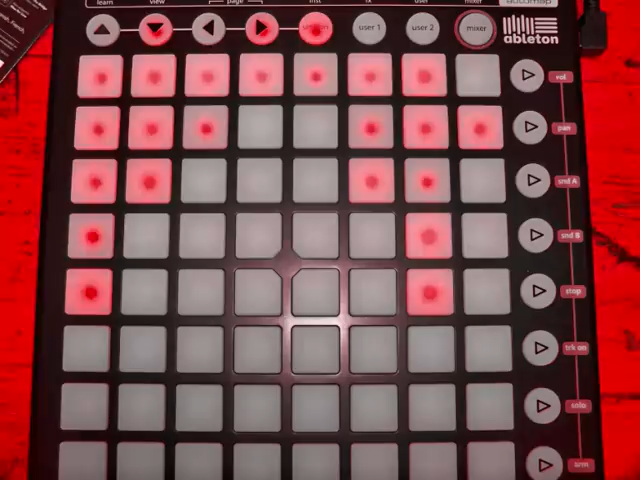 learn view page inst user mixer
user 1 user 2 mixer
ableton
vol
pan
snd A
snd B
stop
trk on
solo
arm